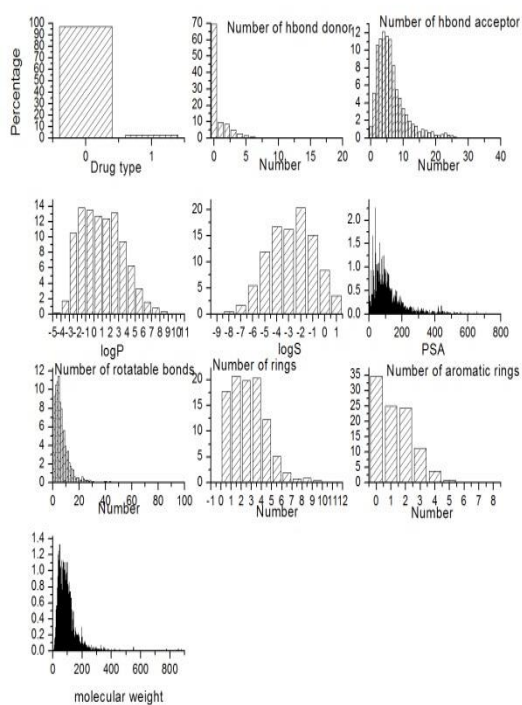 Percentage
100
90
80
70
60
50
40
30
20
10
0
0 1
Drug type
Number of hbond donor
70
60
50
40
30
20
10
0
0 5 10 15 20
Number
Number of hbond acceptor
12
10
8
6
4
2
0
0 10 20 30 40
Number
14
12
10
8
6
4
2
0
-5-4-3-2-1 0 1 2 3 4 5 6 7 8 9 10 11
logP
20
15
10
5
0
-9 -8 -7 -6 -5 -4 -3 -2 -1 0 1
logS
2.0
1.5
1.0
0.5
0.0
0 200 400 600 800
PSA
Number of rotatable bonds
12
10
8
6
4
2
0
0 20 40 60 80 100
Number
Number of rings
20
15
10
5
0
-1 0 1 2 3 4 5 6 7 8 9 10 11 12
Number
Number of aromatic rings
35
30
25
20
15
10
5
0
0 1 2 3 4 5 6 7 8
Number
1.4
1.2
1.0
0.8
0.6
0.4
0.2
0.0
0 200 400 600 800
molecular weight